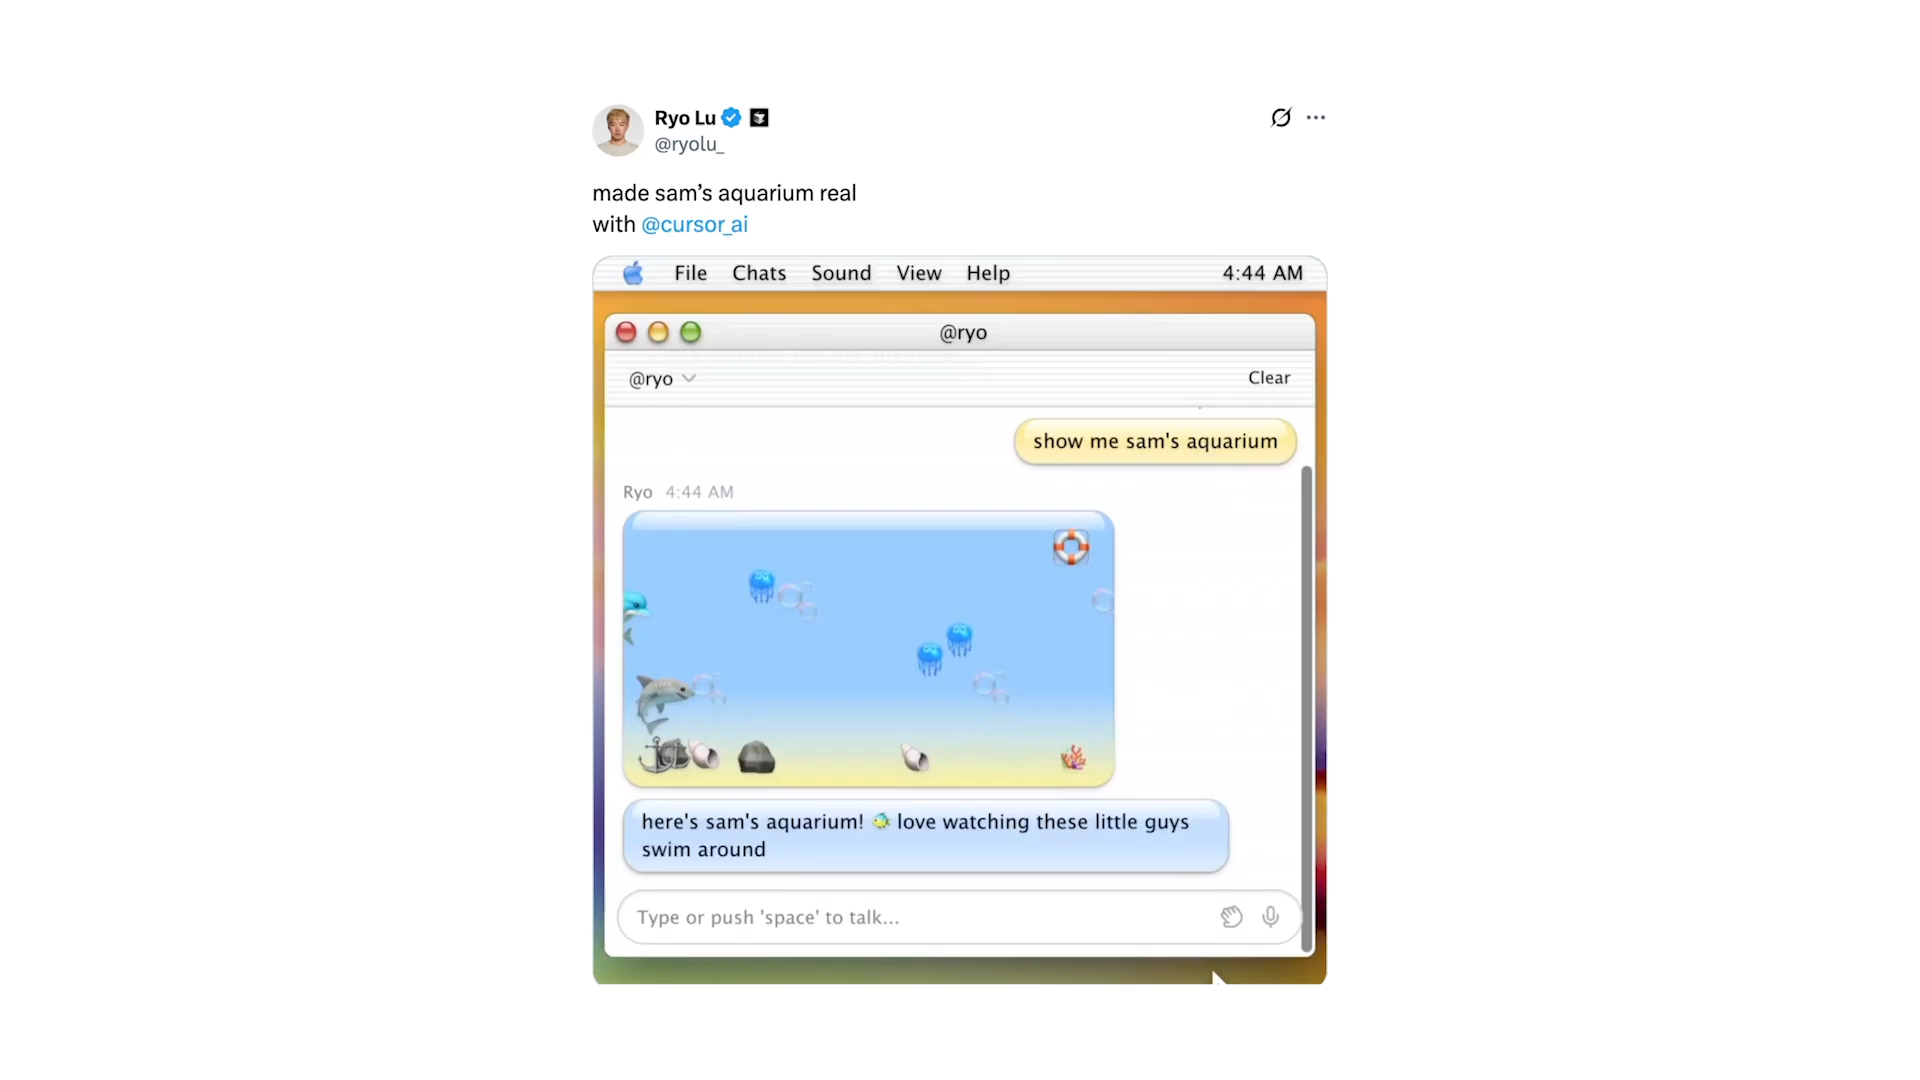 Ryo Lu
@ryolu_
made sam’s aquarium real
with @cursor_ai
File Chats Sound View Help 4:44 AM
@ryo
@ryo Clear
show me sam's aquarium
Ryo 4:44 AM
here's sam's aquarium! 🐠 love watching these little guys
swim around
Type or push 'space' to talk...